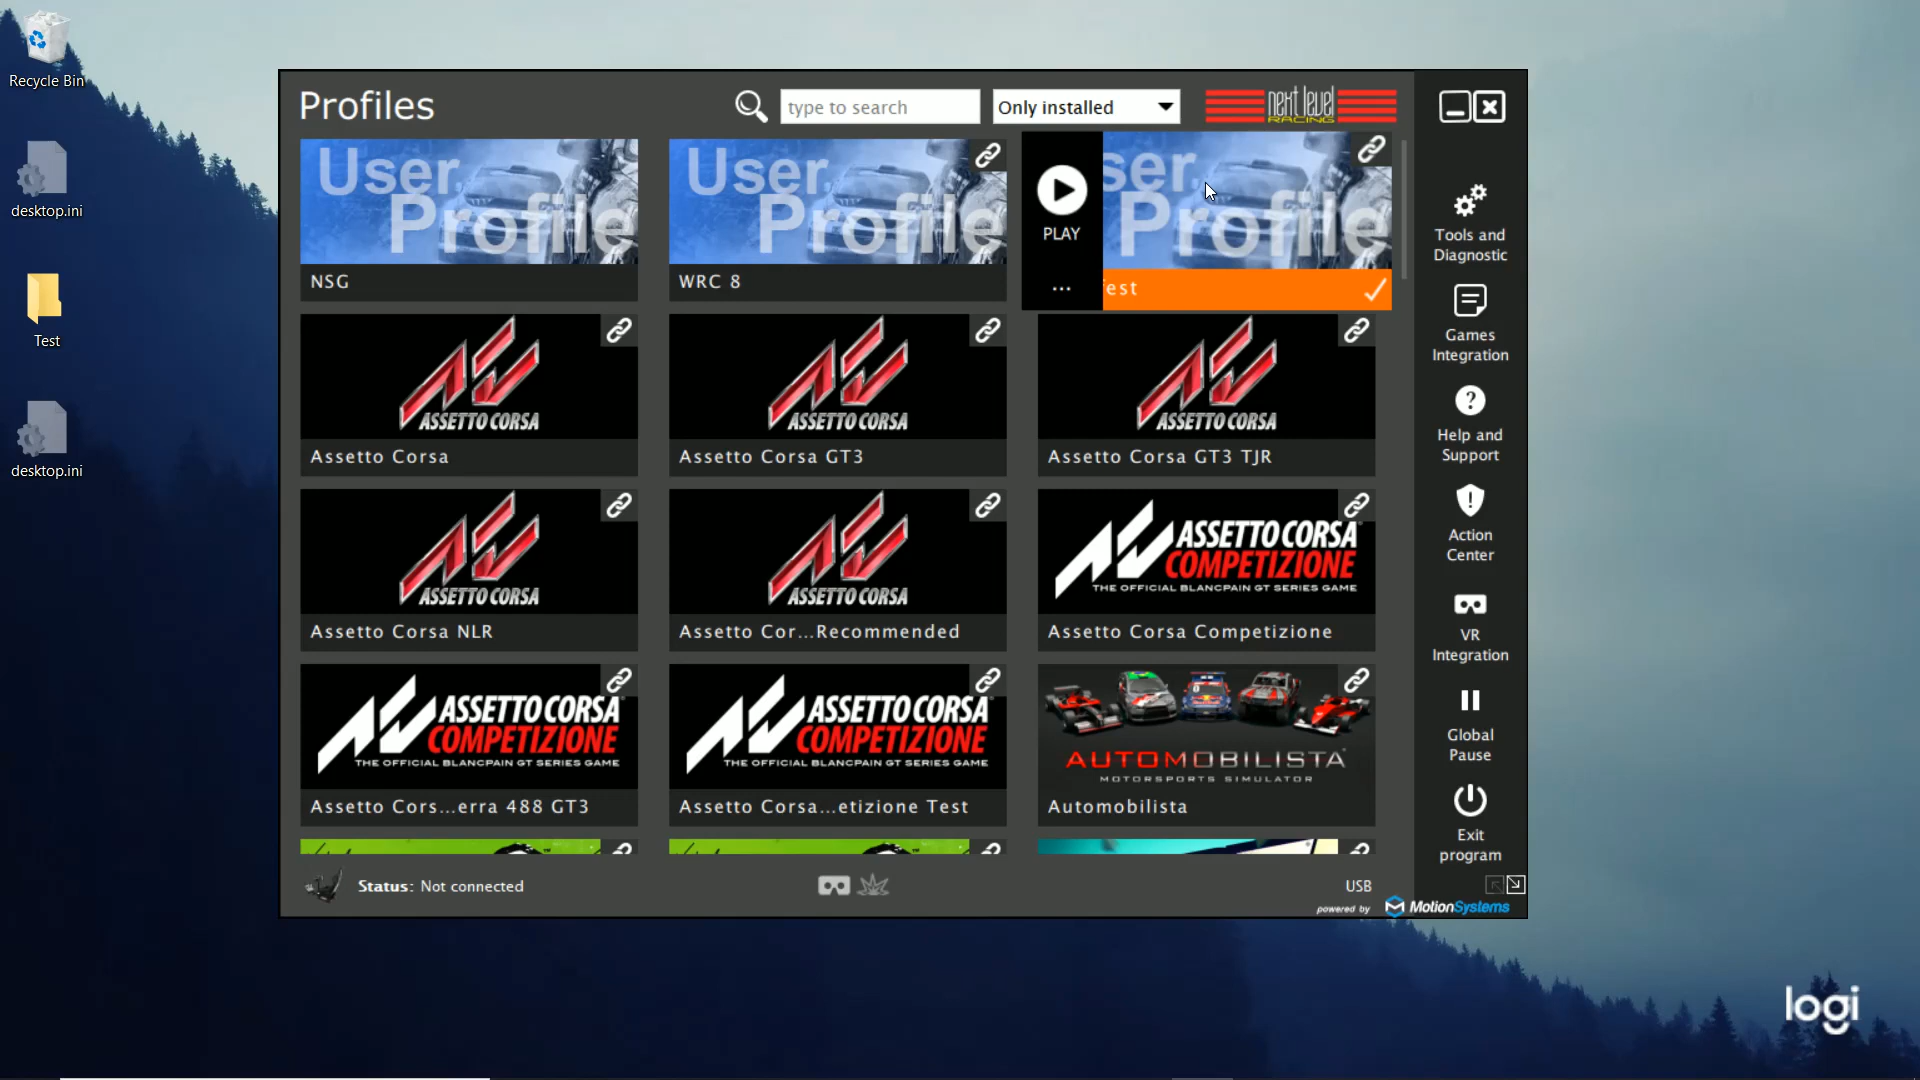 Recycle Bin
desktop.ini
Test
desktop.ini
Profiles
type to search
Only installed
next level
RACING
User
Profile
NSG
User
Profile
WRC 8
PLAY
...
ser
Profile
est
ASSETTO CORSA
Assetto Corsa
ASSETTO CORSA
Assetto Corsa GT3
ASSETTO CORSA
Assetto Corsa GT3 TJR
ASSETTO CORSA
Assetto Corsa NLR
ASSETTO CORSA
Assetto Cor...Recommended
ASSETTO CORSA
COMPETIZIONE
THE OFFICIAL BLANCPAIN GT SERIES GAME
Assetto Corsa Competizione
ASSETTO CORSA
COMPETIZIONE
THE OFFICIAL BLANCPAIN GT SERIES GAME
Assetto Cors...erra 488 GT3
ASSETTO CORSA
COMPETIZIONE
THE OFFICIAL BLANCPAIN GT SERIES GAME
Assetto Corsa...etizione Test
AUTOMOBILISTA
MOTORSPORTS SIMULATOR
Automobilista
Tools and
Diagnostic
Games
Integration
Help and
Support
Action
Center
VR
Integration
Global
Pause
Exit
program
Status: Not connected
USB
powered by MotionSystems
logi